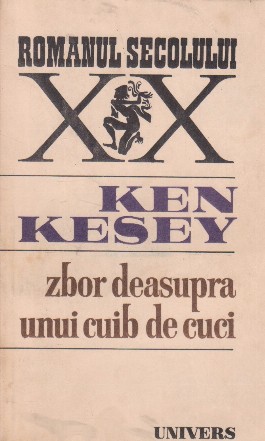 ROMANUL SECOLULUI
XX
KEN
KESEY
zbor deasupra
unui cuib de cuci
UNIVERS